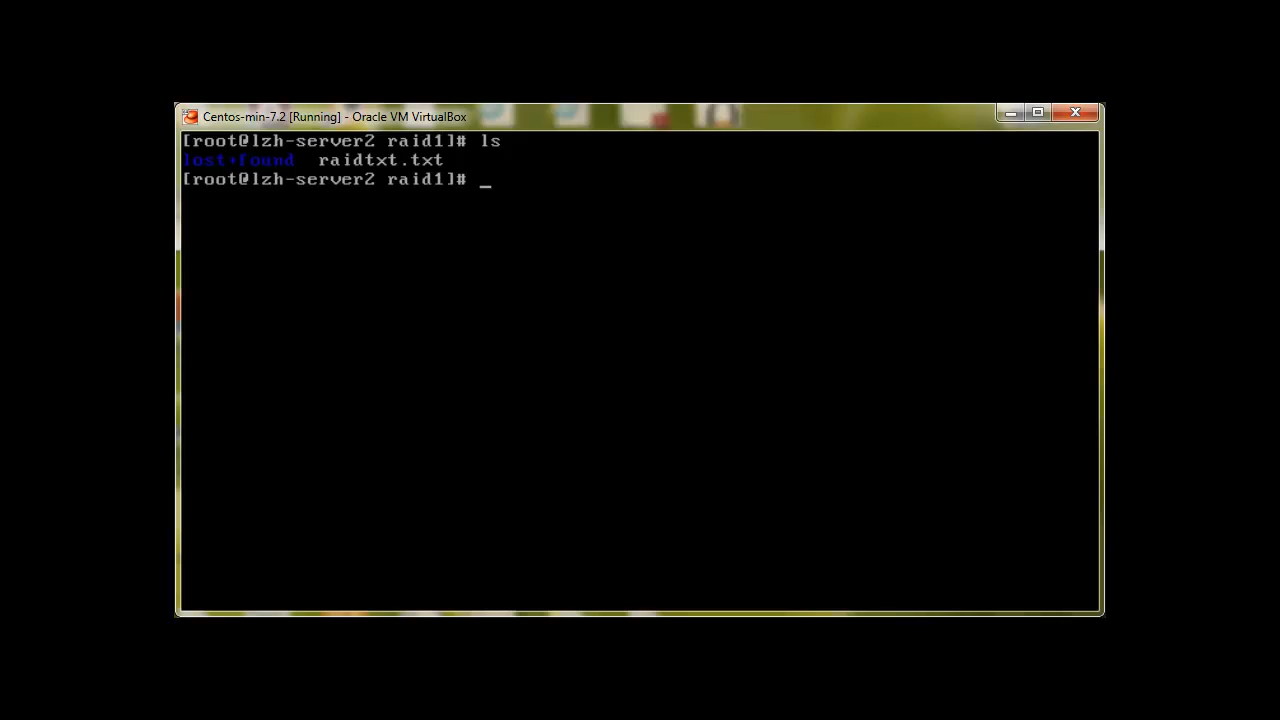 Centos-min-7.2 [Running] - Oracle VM VirtualBox
[root@lzh-server2 raid1]# ls
lost+found  raidtxt.txt
[root@lzh-server2 raid1]# _